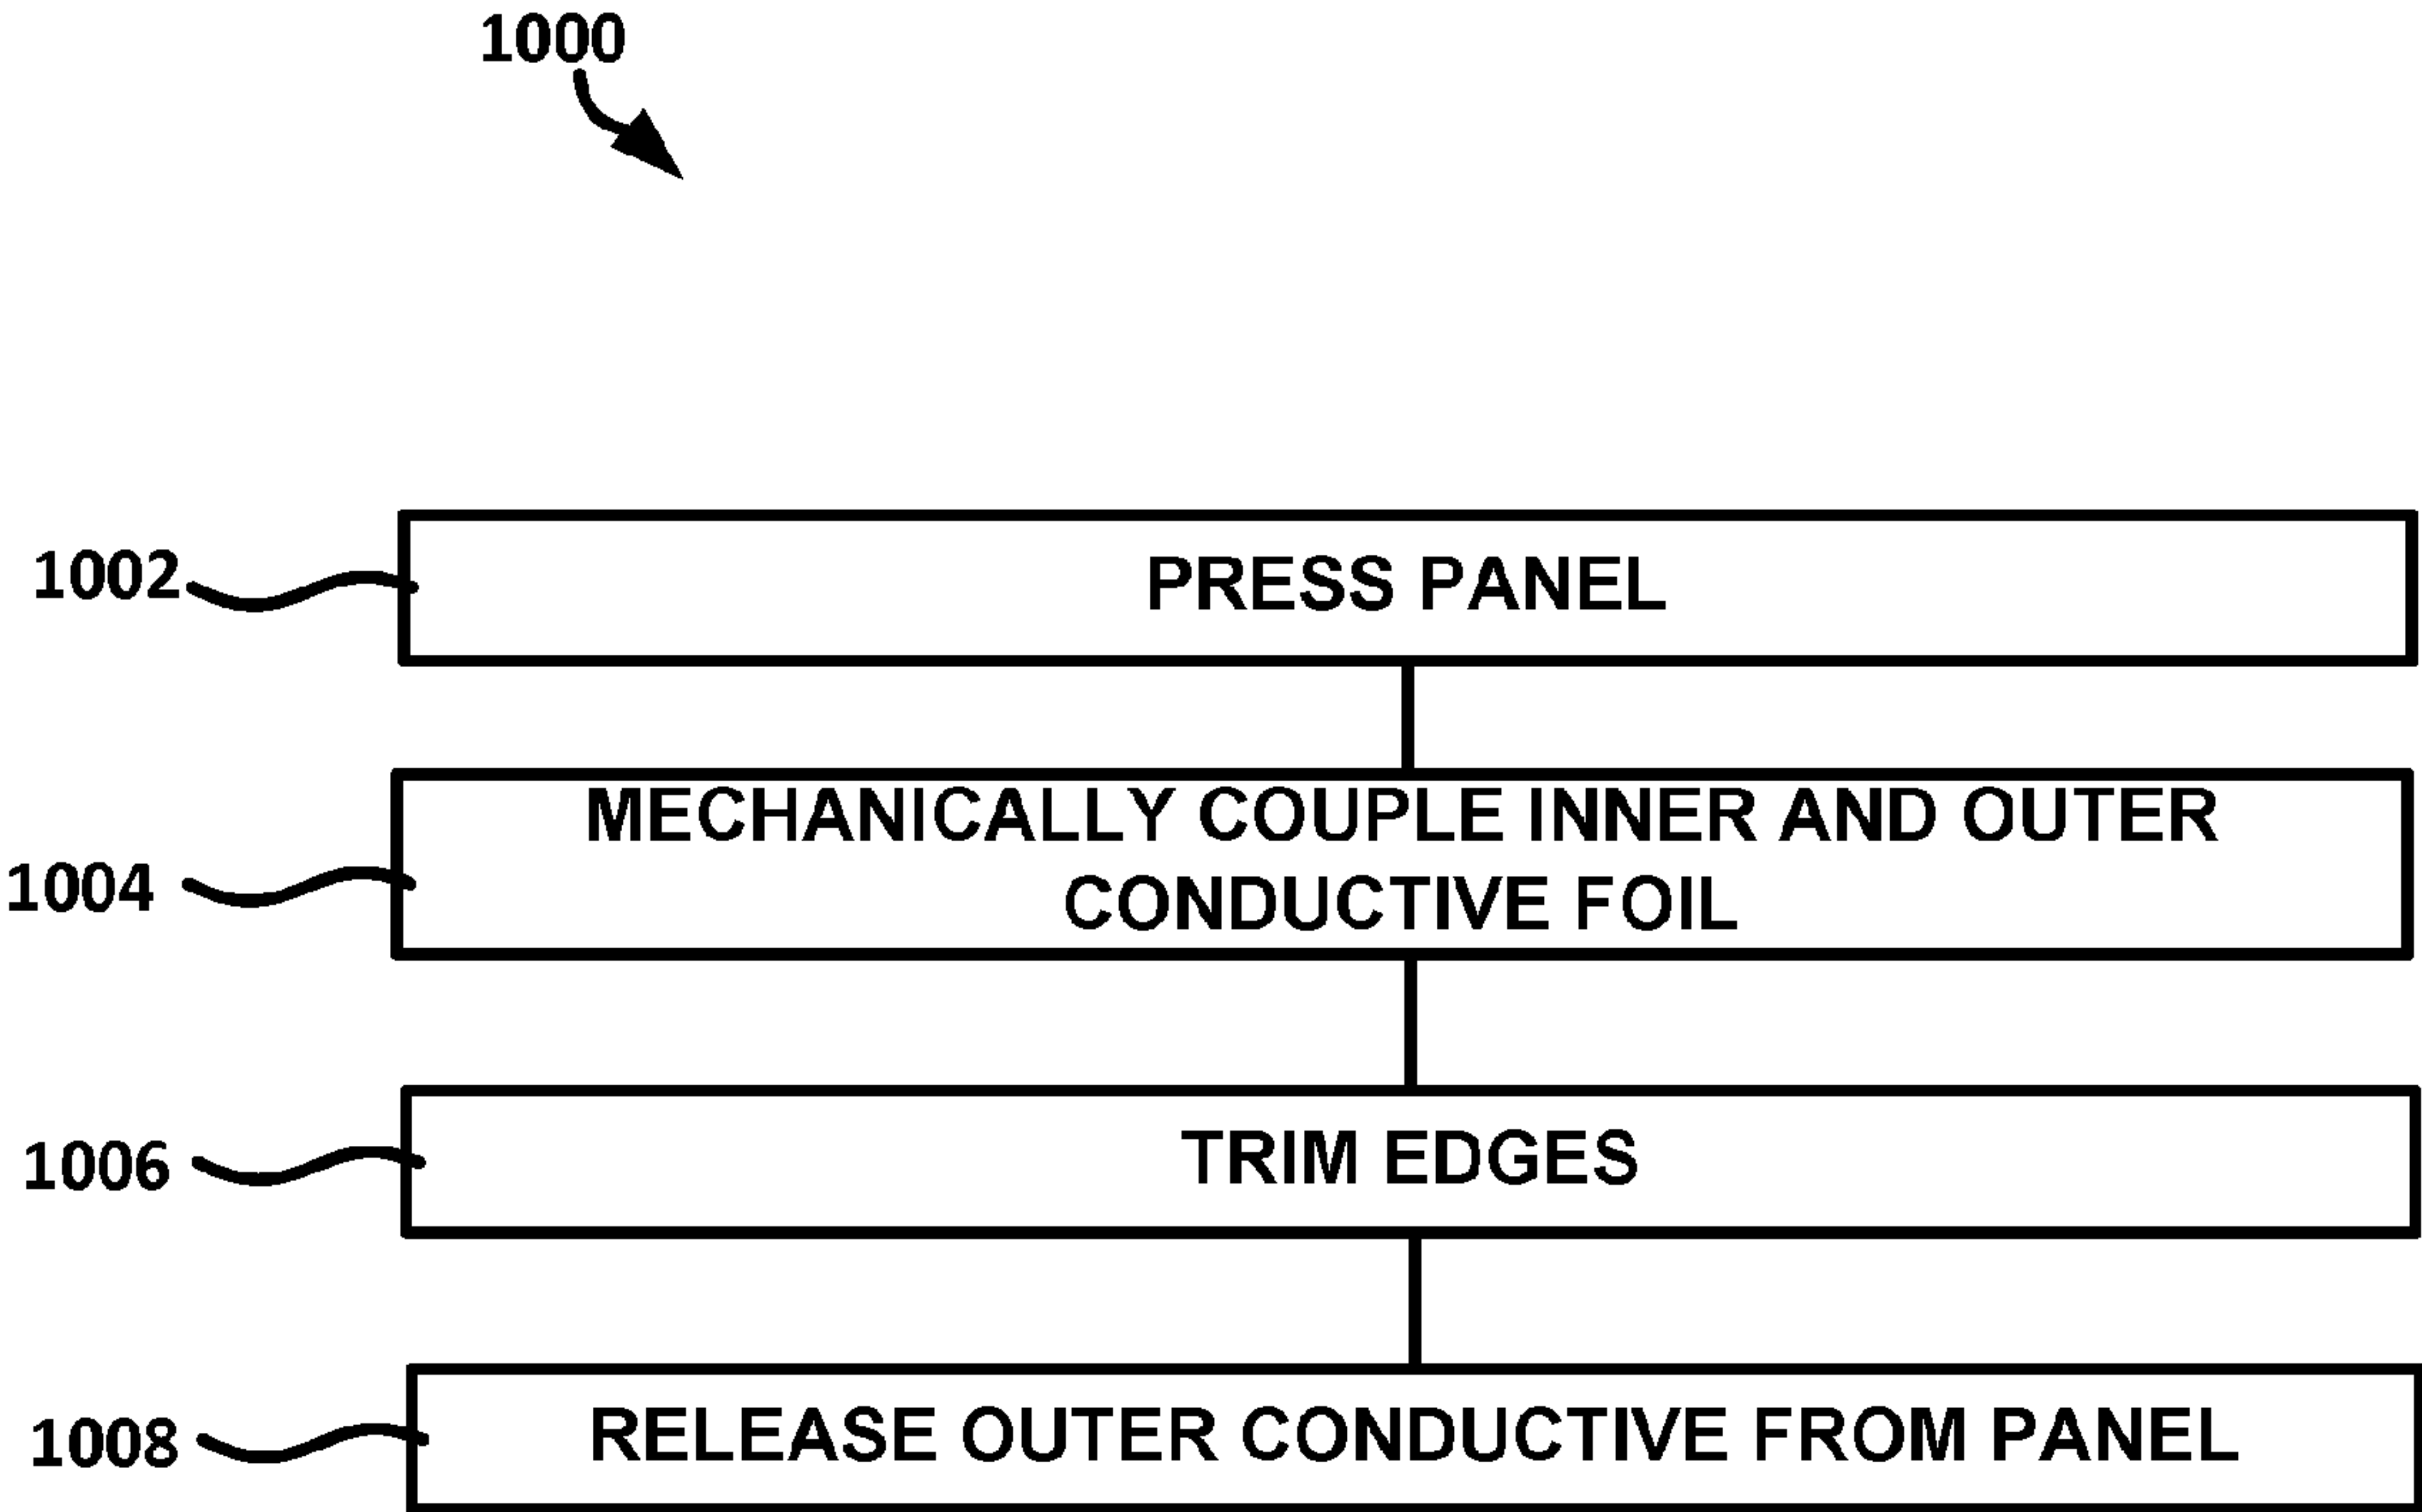 1000
1002
PRESS PANEL
1004
MECHANICALLY COUPLE INNER AND OUTER
CONDUCTIVE FOIL
1006
TRIM EDGES
1008
RELEASE OUTER CONDUCTIVE FROM PANEL